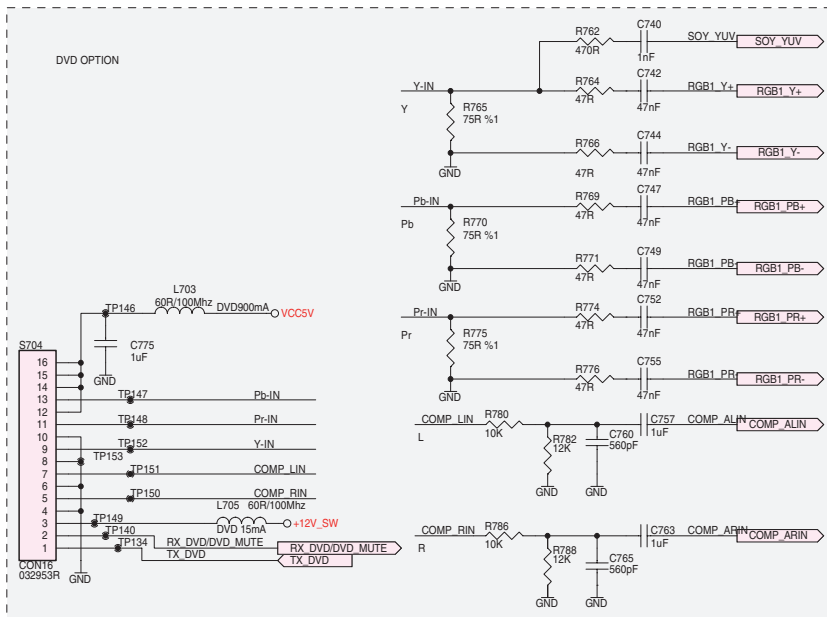 DVD OPTION
R762
470R
C740
1nF
SOY_YUV
SOY_YUV
Y-IN
Y
R764
47R
C742
47nF
RGB1_Y+
RGB1_Y+
R765
75R %1
GND
R766
47R
C744
47nF
RGB1_Y-
RGB1_Y-
Pb-IN
Pb
R769
47R
C747
47nF
RGB1_PB+
RGB1_PB+
R770
75R %1
GND
R771
47R
C749
47nF
RGB1_PB-
RGB1_PB-
Pr-IN
Pr
R774
47R
C752
47nF
RGB1_PR+
RGB1_PR+
R775
75R %1
GND
R776
47R
C755
47nF
RGB1_PR-
RGB1_PR-
COMP_LIN
L
R780
10K
R782
12K
C760
560pF
C757
1uF
COMP_ALIN
COMP_ALIN
GND
GND
COMP_RIN
R
R786
10K
R788
12K
C765
560pF
C763
1uF
COMP_ARIN
COMP_ARIN
GND
GND
L703
60R/100Mhz
TP146
DVD900mA
VCC5V
C775
1uF
GND
S704
16
15
14
13
12
11
10
9
8
7
6
5
4
3
2
1
CON16
032953R
TP147
Pb-IN
TP148
Pr-IN
TP152
Y-IN
TP153
TP151
COMP_LIN
TP150
COMP_RIN
TP149
L705
60R/100Mhz
DVD 15mA
+12V_SW
TP140
RX_DVD/DVD_MUTE
RX_DVD/DVD_MUTE
TP134
TX_DVD
TX_DVD
GND